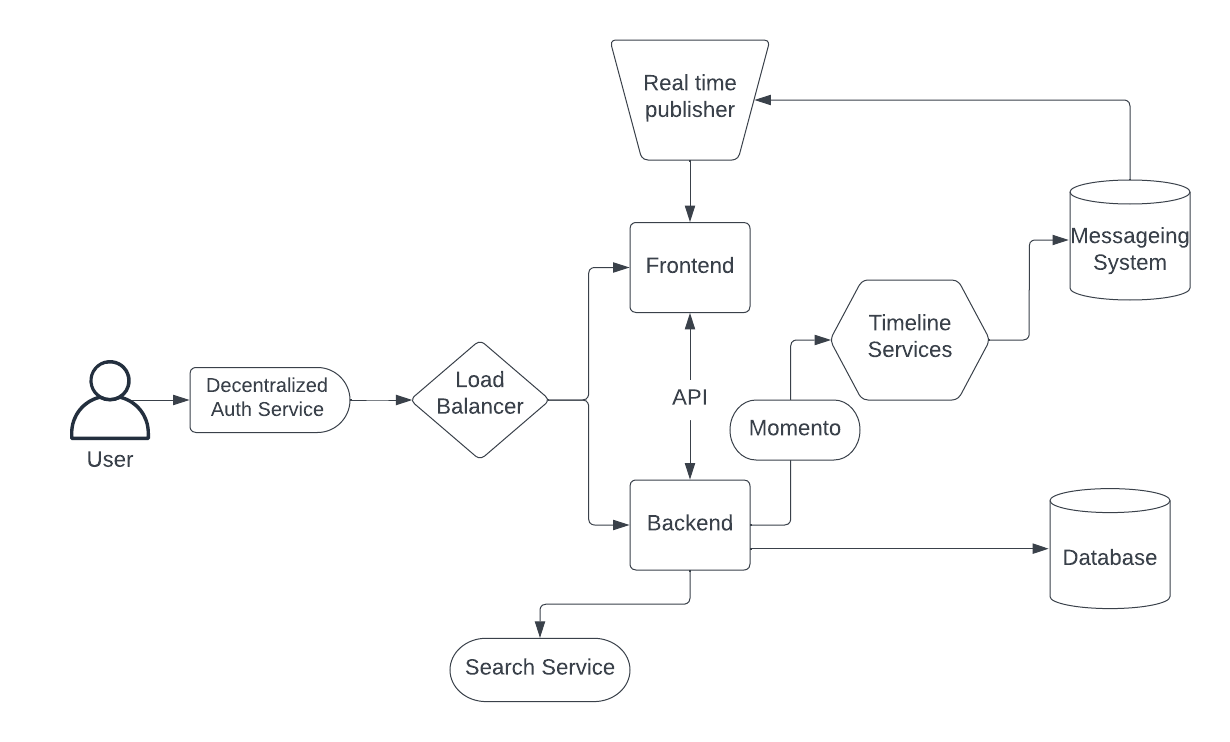 Real time
publisher
Messageing
System
Frontend
Timeline
Services
Decentralized
Auth Service
Load
Balancer
API
Momento
User
Backend
Database
Search Service